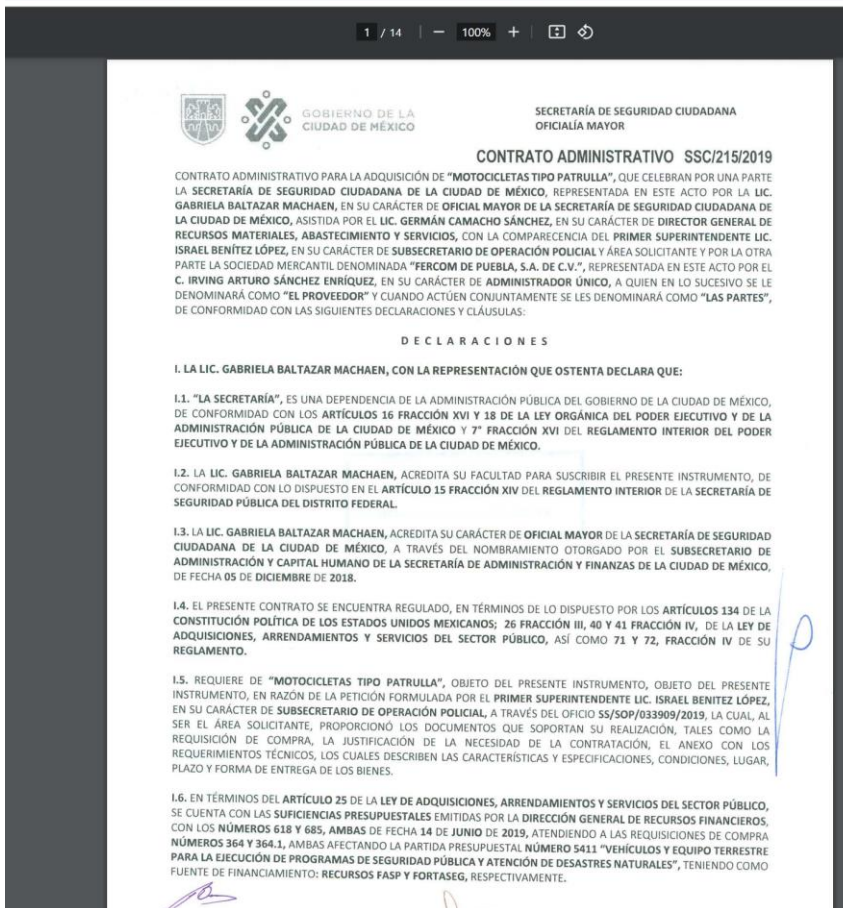 1 / 14 | − 100% + |
GOBIERNO DE LA
CIUDAD DE MÉXICO
SECRETARÍA DE SEGURIDAD CIUDADANA
OFICIALÍA MAYOR
CONTRATO ADMINISTRATIVO SSC/215/2019
CONTRATO ADMINISTRATIVO PARA LA ADQUISICIÓN DE "MOTOCICLETAS TIPO PATRULLA", QUE CELEBRAN POR UNA PARTE
LA SECRETARÍA DE SEGURIDAD CIUDADANA DE LA CIUDAD DE MÉXICO, REPRESENTADA EN ESTE ACTO POR LA LIC.
GABRIELA BALTAZAR MACHAEN, EN SU CARÁCTER DE OFICIAL MAYOR DE LA SECRETARÍA DE SEGURIDAD CIUDADANA DE
LA CIUDAD DE MÉXICO, ASISTIDA POR EL LIC. GERMÁN CAMACHO SÁNCHEZ, EN SU CARÁCTER DE DIRECTOR GENERAL DE
RECURSOS MATERIALES, ABASTECIMIENTO Y SERVICIOS, CON LA COMPARECENCIA DEL PRIMER SUPERINTENDENTE LIC.
ISRAEL BENÍTEZ LÓPEZ, EN SU CARÁCTER DE SUBSECRETARIO DE OPERACIÓN POLICIAL Y ÁREA SOLICITANTE Y POR LA OTRA
PARTE LA SOCIEDAD MERCANTIL DENOMINADA "FERCOM DE PUEBLA, S.A. DE C.V.", REPRESENTADA EN ESTE ACTO POR EL
C. IRVING ARTURO SÁNCHEZ ENRÍQUEZ, EN SU CARÁCTER DE ADMINISTRADOR ÚNICO, A QUIEN EN LO SUCESIVO SE LE
DENOMINARÁ COMO "EL PROVEEDOR" Y CUANDO ACTÚEN CONJUNTAMENTE SE LES DENOMINARÁ COMO "LAS PARTES",
DE CONFORMIDAD CON LAS SIGUIENTES DECLARACIONES Y CLÁUSULAS:
D E C L A R A C I O N E S
I. LA LIC. GABRIELA BALTAZAR MACHAEN, CON LA REPRESENTACIÓN QUE OSTENTA DECLARA QUE:
I.1. "LA SECRETARÍA", ES UNA DEPENDENCIA DE LA ADMINISTRACIÓN PÚBLICA DEL GOBIERNO DE LA CIUDAD DE MÉXICO,
DE CONFORMIDAD CON LOS ARTÍCULOS 16 FRACCIÓN XVI Y 18 DE LA LEY ORGÁNICA DEL PODER EJECUTIVO Y DE LA
ADMINISTRACIÓN PÚBLICA DE LA CIUDAD DE MÉXICO Y 7° FRACCIÓN XVI DEL REGLAMENTO INTERIOR DEL PODER
EJECUTIVO Y DE LA ADMINISTRACIÓN PÚBLICA DE LA CIUDAD DE MÉXICO.
I.2. LA LIC. GABRIELA BALTAZAR MACHAEN, ACREDITA SU FACULTAD PARA SUSCRIBIR EL PRESENTE INSTRUMENTO, DE
CONFORMIDAD CON LO DISPUESTO EN EL ARTÍCULO 15 FRACCIÓN XIV DEL REGLAMENTO INTERIOR DE LA SECRETARÍA DE
SEGURIDAD PÚBLICA DEL DISTRITO FEDERAL.
I.3. LA LIC. GABRIELA BALTAZAR MACHAEN, ACREDITA SU CARÁCTER DE OFICIAL MAYOR DE LA SECRETARÍA DE SEGURIDAD
CIUDADANA DE LA CIUDAD DE MÉXICO, A TRAVÉS DEL NOMBRAMIENTO OTORGADO POR EL SUBSECRETARIO DE
ADMINISTRACIÓN Y CAPITAL HUMANO DE LA SECRETARÍA DE ADMINISTRACIÓN Y FINANZAS DE LA CIUDAD DE MÉXICO,
DE FECHA 05 DE DICIEMBRE DE 2018.
I.4. EL PRESENTE CONTRATO SE ENCUENTRA REGULADO, EN TÉRMINOS DE LO DISPUESTO POR LOS ARTÍCULOS 134 DE LA
CONSTITUCIÓN POLÍTICA DE LOS ESTADOS UNIDOS MEXICANOS; 26 FRACCIÓN III, 40 Y 41 FRACCIÓN IV, DE LA LEY DE
ADQUISICIONES, ARRENDAMIENTOS Y SERVICIOS DEL SECTOR PÚBLICO, ASÍ COMO 71 Y 72, FRACCIÓN IV DE SU
REGLAMENTO.
I.5. REQUIERE DE "MOTOCICLETAS TIPO PATRULLA", OBJETO DEL PRESENTE INSTRUMENTO, OBJETO DEL PRESENTE
INSTRUMENTO, EN RAZÓN DE LA PETICIÓN FORMULADA POR EL PRIMER SUPERINTENDENTE LIC. ISRAEL BENITEZ LÓPEZ,
EN SU CARÁCTER DE SUBSECRETARIO DE OPERACIÓN POLICIAL, A TRAVÉS DEL OFICIO SS/SOP/033909/2019, LA CUAL, AL
SER EL ÁREA SOLICITANTE, PROPORCIONÓ LOS DOCUMENTOS QUE SOPORTAN SU REALIZACIÓN, TALES COMO LA
REQUISICIÓN DE COMPRA, LA JUSTIFICACIÓN DE LA NECESIDAD DE LA CONTRATACIÓN, EL ANEXO CON LOS
REQUERIMIENTOS TÉCNICOS, LOS CUALES DESCRIBEN LAS CARACTERÍSTICAS Y ESPECIFICACIONES, CONDICIONES, LUGAR,
PLAZO Y FORMA DE ENTREGA DE LOS BIENES.
I.6. EN TÉRMINOS DEL ARTÍCULO 25 DE LA LEY DE ADQUISICIONES, ARRENDAMIENTOS Y SERVICIOS DEL SECTOR PÚBLICO,
SE CUENTA CON LAS SUFICIENCIAS PRESUPUESTALES EMITIDAS POR LA DIRECCIÓN GENERAL DE RECURSOS FINANCIEROS,
CON LOS NÚMEROS 618 Y 685, AMBAS DE FECHA 14 DE JUNIO DE 2019, ATENDIENDO A LAS REQUISICIONES DE COMPRA
NÚMEROS 364 Y 364.1, AMBAS AFECTANDO LA PARTIDA PRESUPUESTAL NÚMERO 5411 "VEHÍCULOS Y EQUIPO TERRESTRE
PARA LA EJECUCIÓN DE PROGRAMAS DE SEGURIDAD PÚBLICA Y ATENCIÓN DE DESASTRES NATURALES", TENIENDO COMO
FUENTE DE FINANCIAMIENTO: RECURSOS FASP Y FORTASEG, RESPECTIVAMENTE.